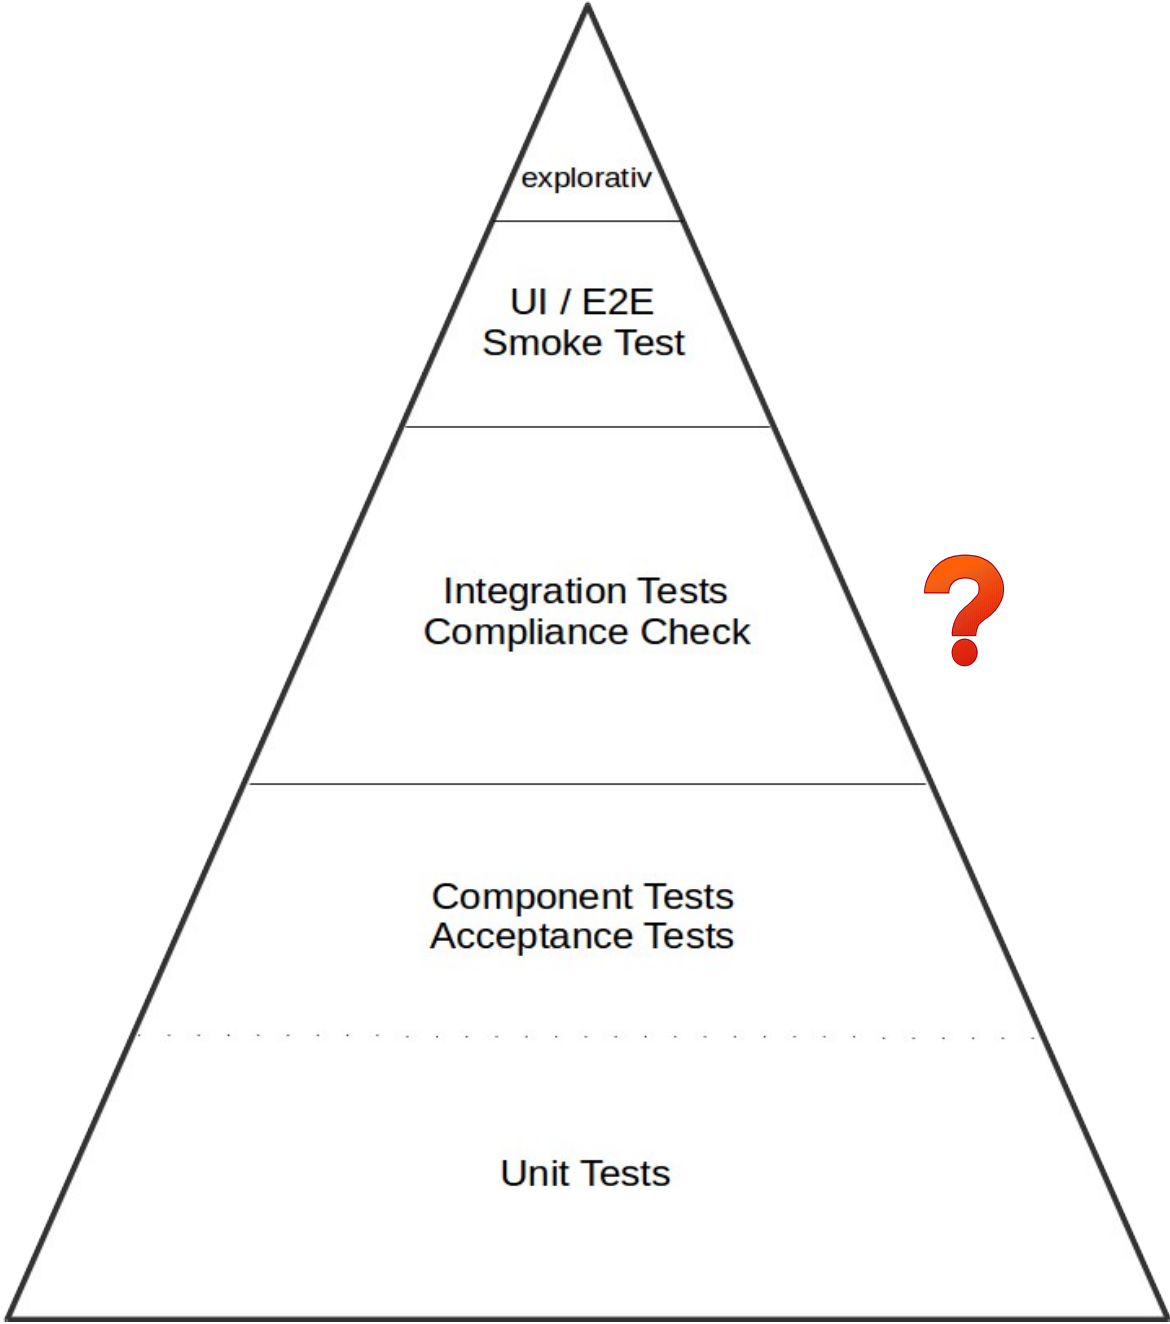 explorativ
UI / E2E
Smoke Test
Integration Tests
Compliance Check
?
Component Tests
Acceptance Tests
Unit Tests